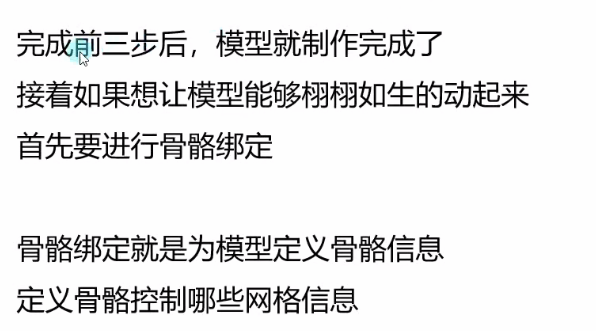 完成前三步后，模型就制作完成了
接着如果想让模型能够栩栩如生的动起来
首先要进行骨骼绑定
骨骼绑定就是为模型定义骨骼信息
定义骨骼控制哪些网格信息